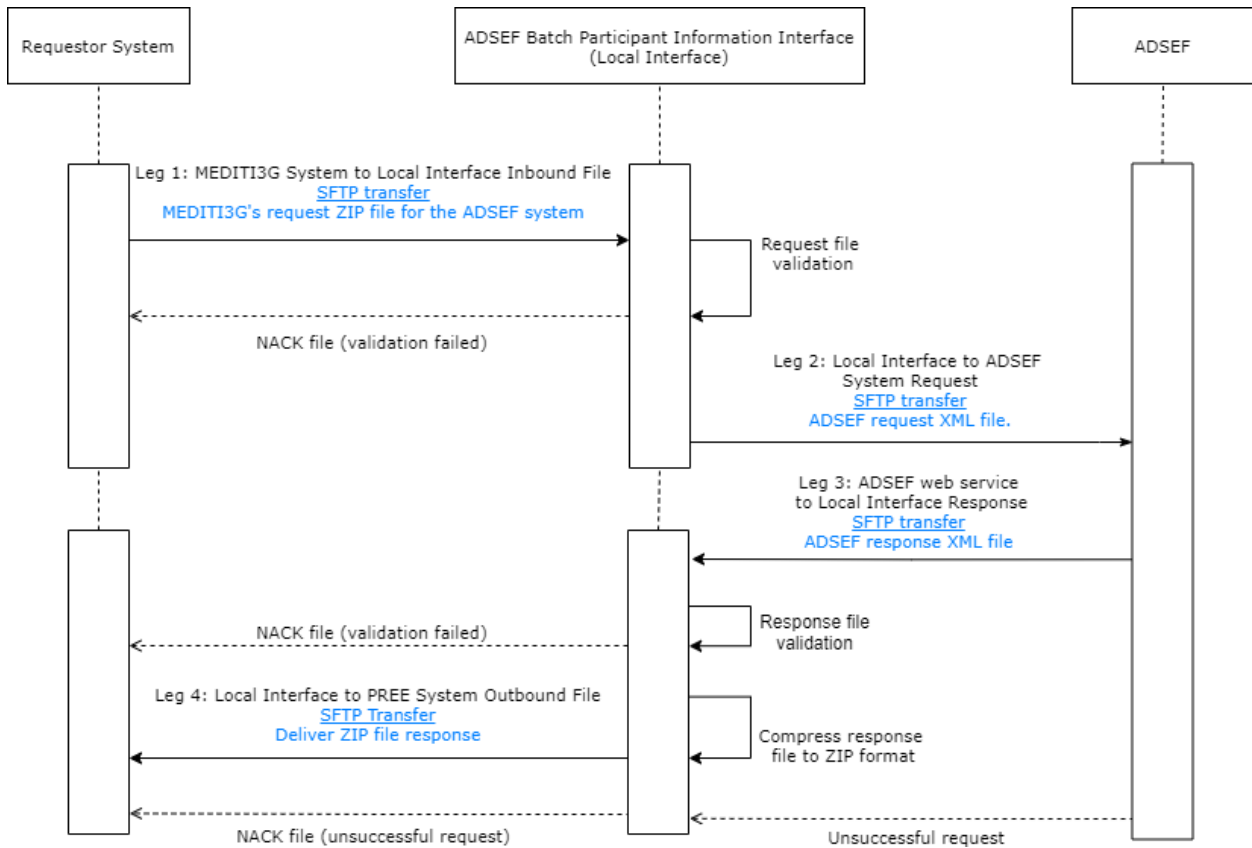 Requestor System
ADSEF Batch Participant Information Interface
(Local Interface)
ADSEF
Leg 1: MEDITI3G System to Local Interface Inbound File
SFTP transfer
MEDITI3G's request ZIP file for the ADSEF system
Request file
validation
NACK file (validation failed)
Leg 2: Local Interface to ADSEF
System Request
SFTP transfer
ADSEF request XML file.
Leg 3: ADSEF web service
to Local Interface Response
SFTP transfer
ADSEF response XML file
Response file
validation
NACK file (validation failed)
Leg 4: Local Interface to PREE System Outbound File
SFTP Transfer
Deliver ZIP file response
Compress response
file to ZIP format
NACK file (unsuccessful request)
Unsuccessful request